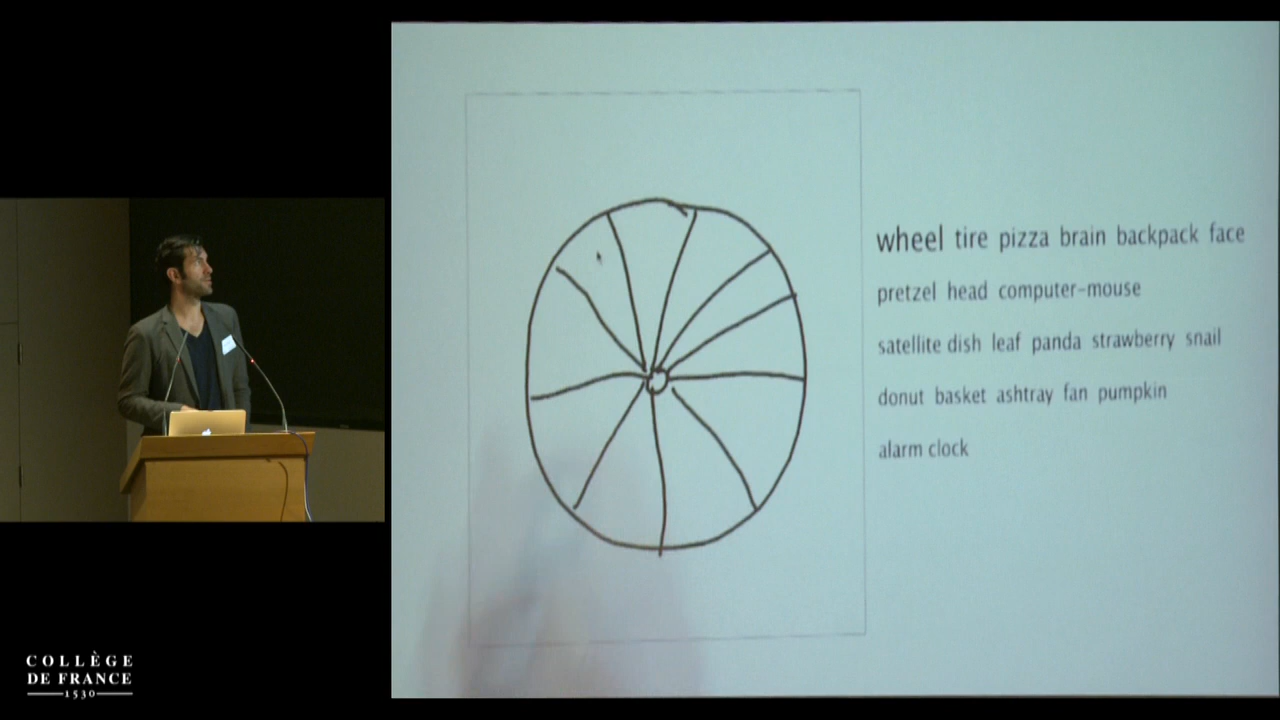 wheel tire pizza brain backpack face
pretzel head computer-mouse
satellite dish leaf panda strawberry snail
donut basket ashtray fan pumpkin
alarm clock
COLLÈGE
DE FRANCE
1530